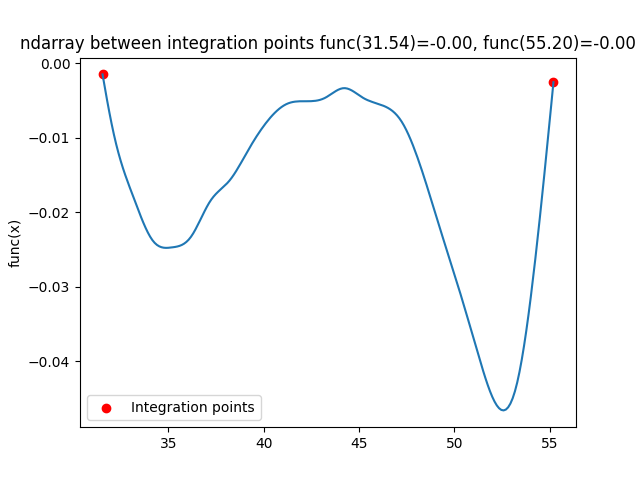 ndarray between integration points func(31.54)=-0.00, func(55.20)=-0.00
0.00
−0.01
−0.02
−0.03
−0.04
func(x)
Integration points
35 40 45 50 55